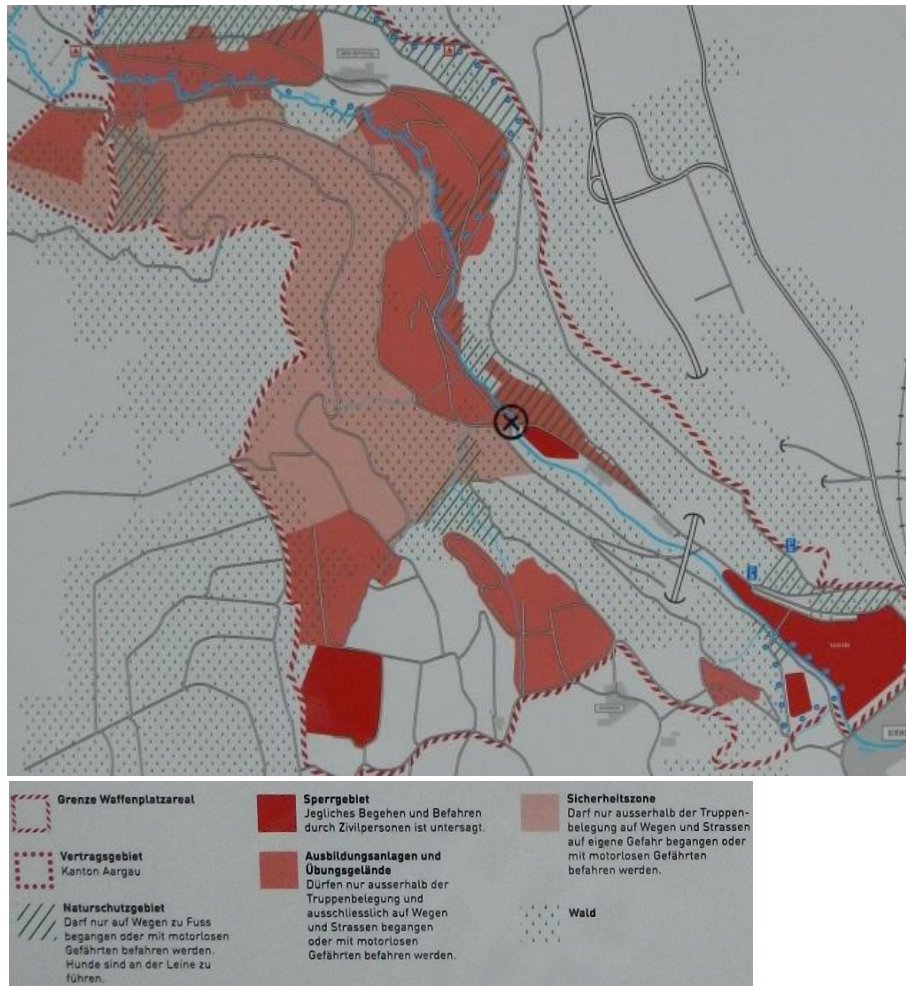 P
P
Grenze Waffenplatzareal
Vertragsgebiet
Kanton Aargau
Naturschutzgebiet
Darf nur auf Wegen zu Fuss
begangen oder mit motorlosen
Gefährten befahren werden.
Hunde sind an der Leine zu
führen.
Sperrgebiet
Jegliches Begehen und Befahren
durch Zivilpersonen ist untersagt.
Ausbildungsanlagen und
Übungsgelände
Dürfen nur ausserhalb der
Truppenbelegung und
ausschliesslich auf Wegen
und Strassen begangen
oder mit motorlosen
Gefährten befahren werden.
Sicherheitszone
Darf nur ausserhalb der Truppen-
belegung auf Wegen und Strassen
auf eigene Gefahr begangen oder
mit motorlosen Gefährten
befahren werden.
Wald